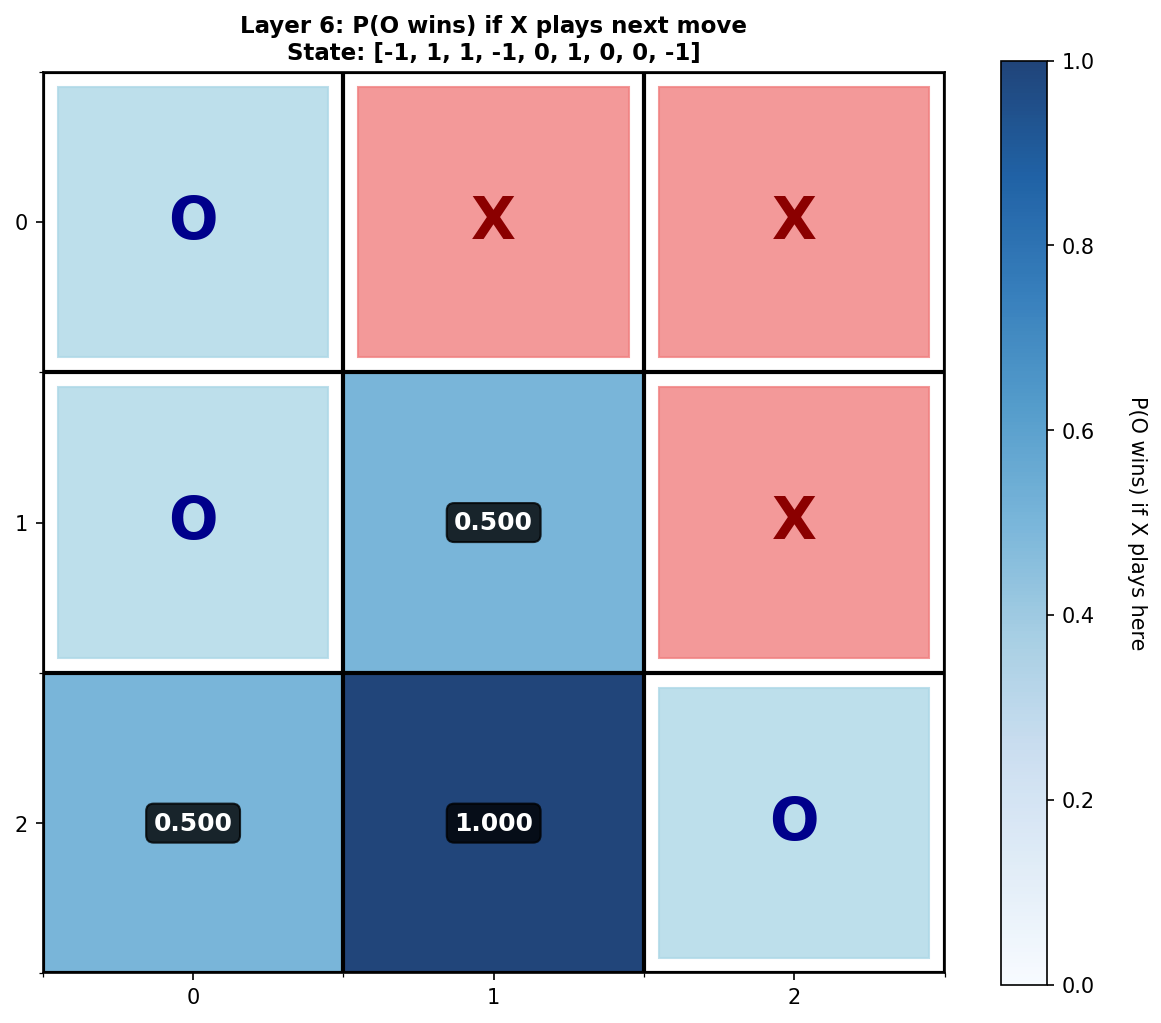 Layer 6: P(O wins) if X plays next move
State: [-1, 1, 1, -1, 0, 1, 0, 0, -1]
0
O
X
X
1
O
0.500
X
2
0.500
1.000
O
0
1
2
1.0
0.8
0.6
0.4
0.2
0.0
P(O wins) if X plays here